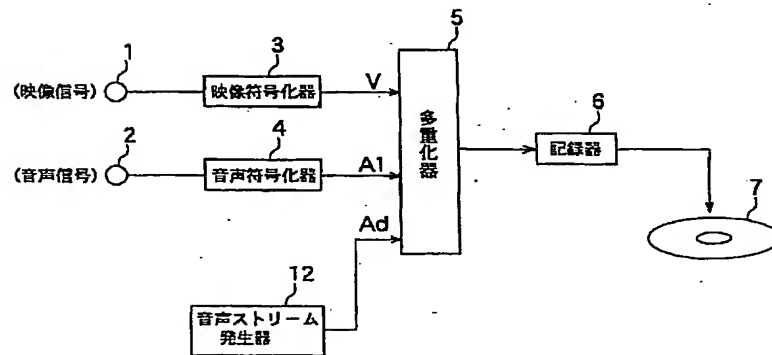 5
1
3
(映像信号)
映像符号化器
V
2
4
多重化器
6
記録器
(音声信号)
音声符号化器
A1
7
Ad
12
音声ストリーム
発生器